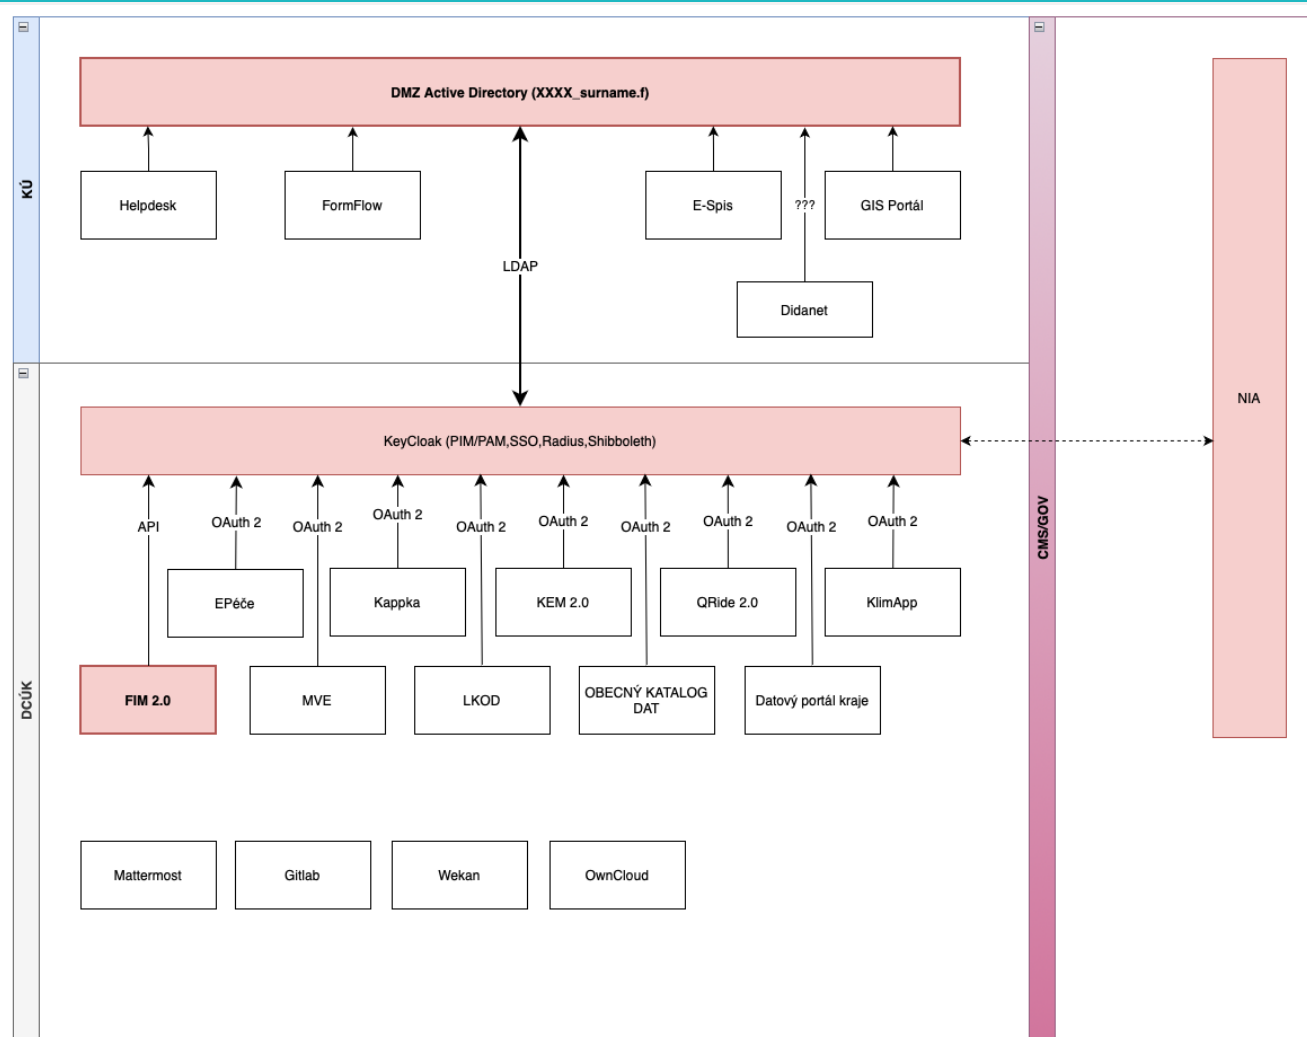 KÚ
DMZ Active Directory (XXXX_surname.f)
Helpdesk
FormFlow
E-Spis
???
GIS Portál
LDAP
Didanet
NIA
KeyCloak (PIM/PAM,SSO,Radius,Shibboleth)
CMS/GOV
DCÚK
API
OAuth 2
OAuth 2
OAuth 2
OAuth 2
OAuth 2
OAuth 2
OAuth 2
OAuth 2
OAuth 2
EPéče
Kappka
KEM 2.0
QRide 2.0
KlimApp
FIM 2.0
MVE
LKOD
OBECNÝ KATALOG
DAT
Datový portál kraje
Mattermost
Gitlab
Wekan
OwnCloud